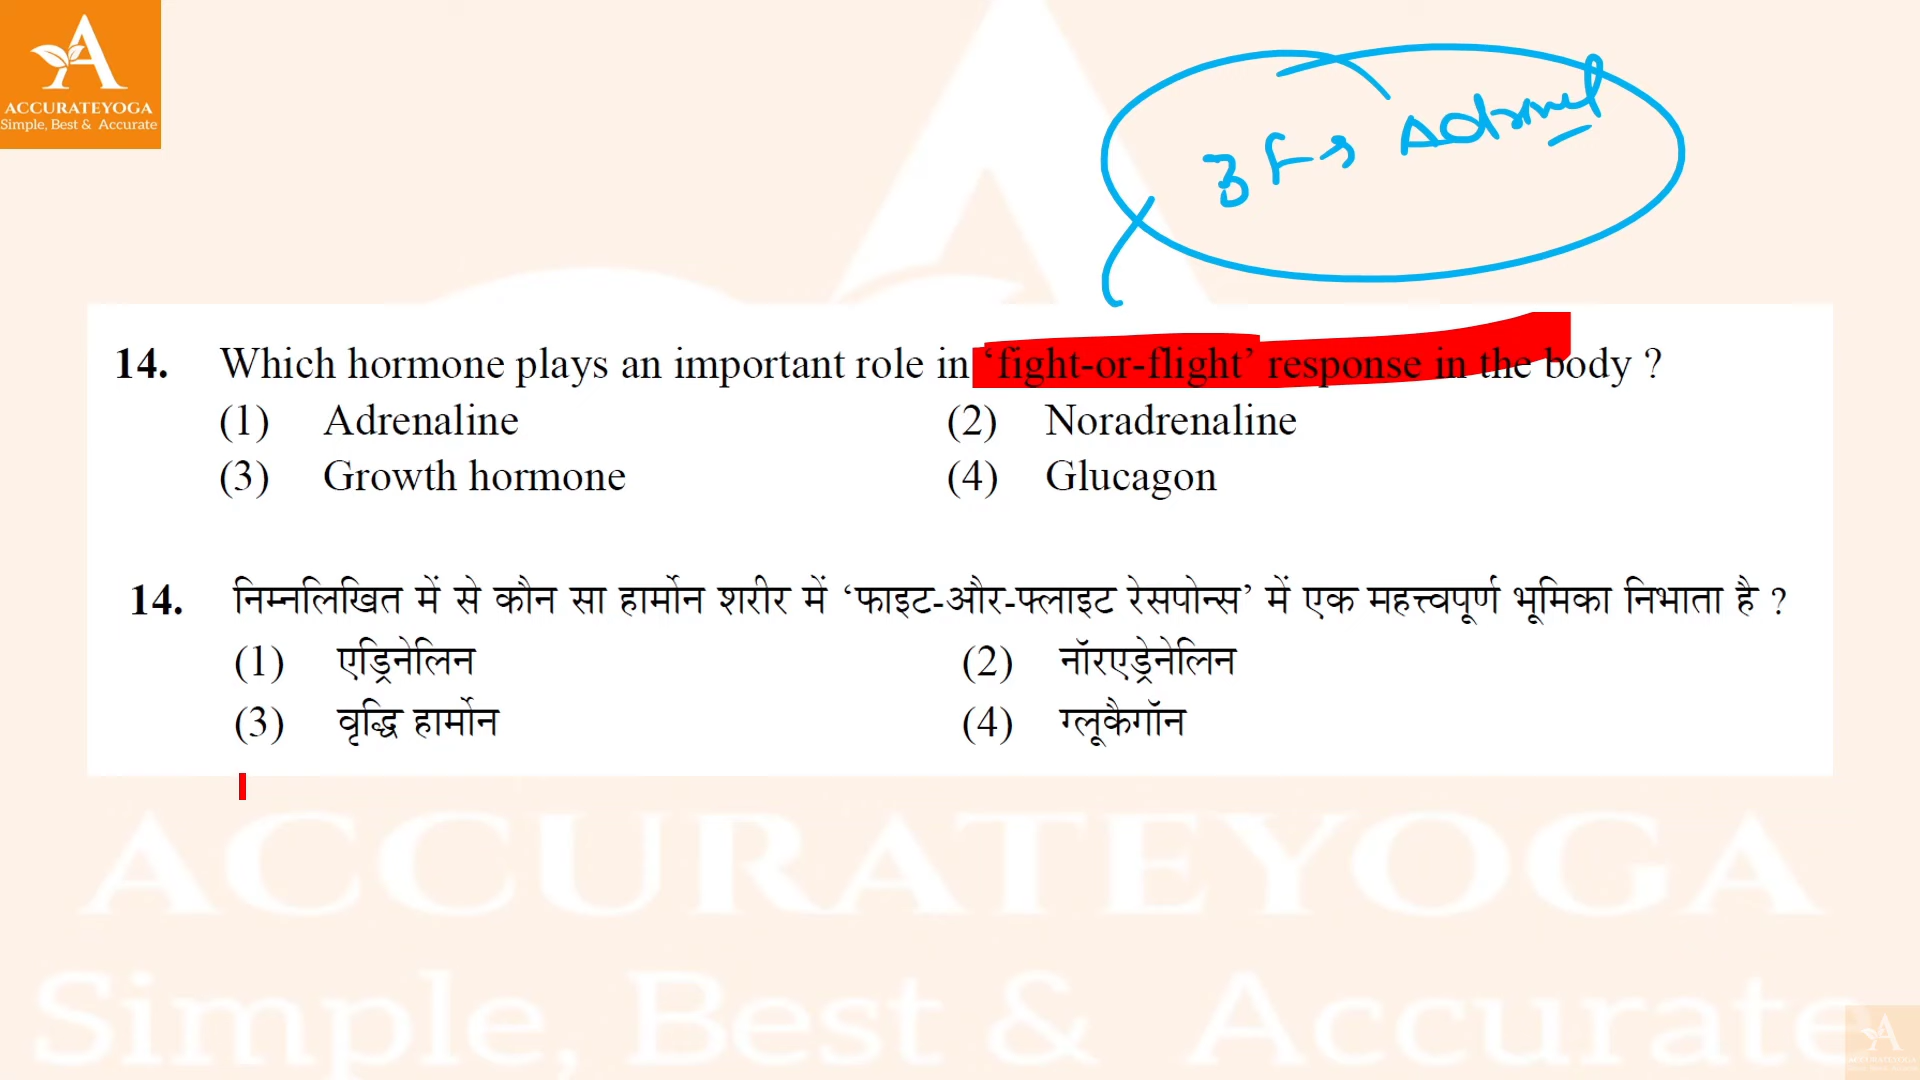 ACCURATEYOGA
Simple, Best & Accurate
3 F → Adrenal
14. Which hormone plays an important role in ‘fight-or-flight’ response in the body ?
(1) Adrenaline (2) Noradrenaline
(3) Growth hormone (4) Glucagon
14. निम्नलिखित में से कौन सा हार्मोन शरीर में ‘फाइट-और-फ्लाइट रेसपोन्स’ में एक महत्त्वपूर्ण भूमिका निभाता है ?
(1) एड्रिनेलिन (2) नॉरएड्रेनेलिन
(3) वृद्धि हार्मोन (4) ग्लूकैगॉन
ACCURATEYOGA
Simple, Best & Accurate
ACCURATEYOGA